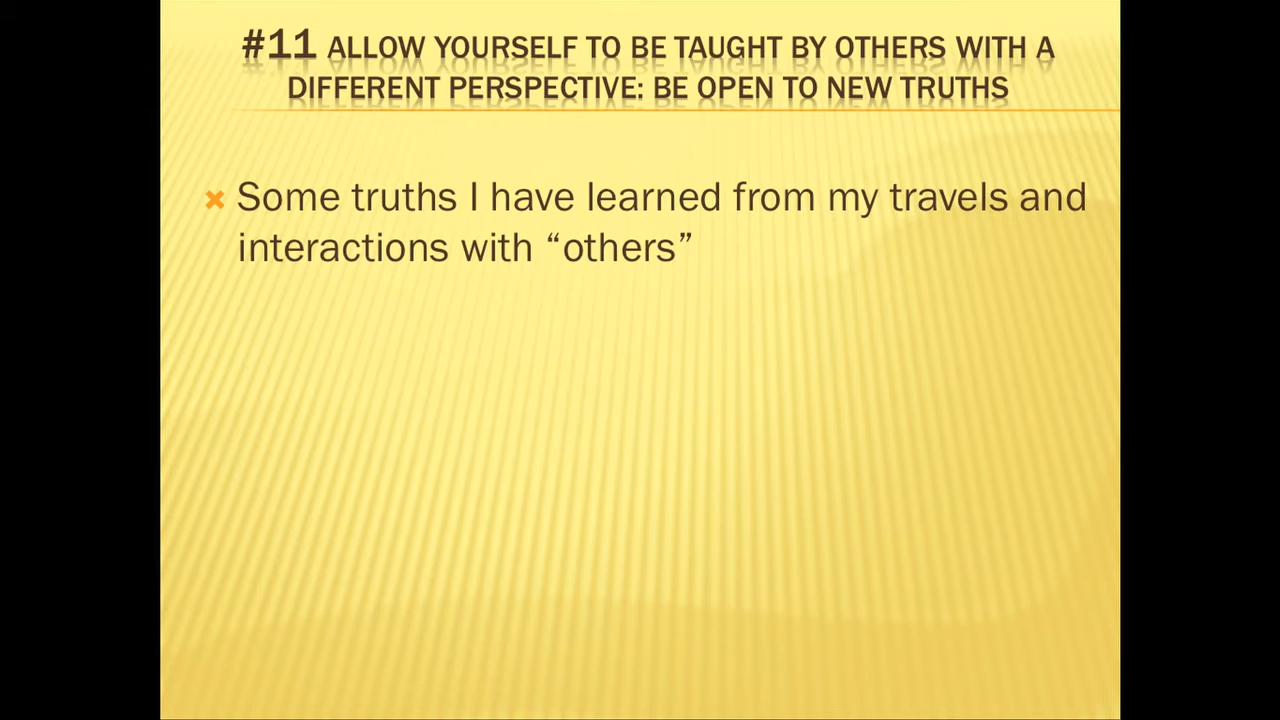 #11 ALLOW YOURSELF TO BE TAUGHT BY OTHERS WITH A
DIFFERENT PERSPECTIVE: BE OPEN TO NEW TRUTHS
Some truths I have learned from my travels and
interactions with “others”